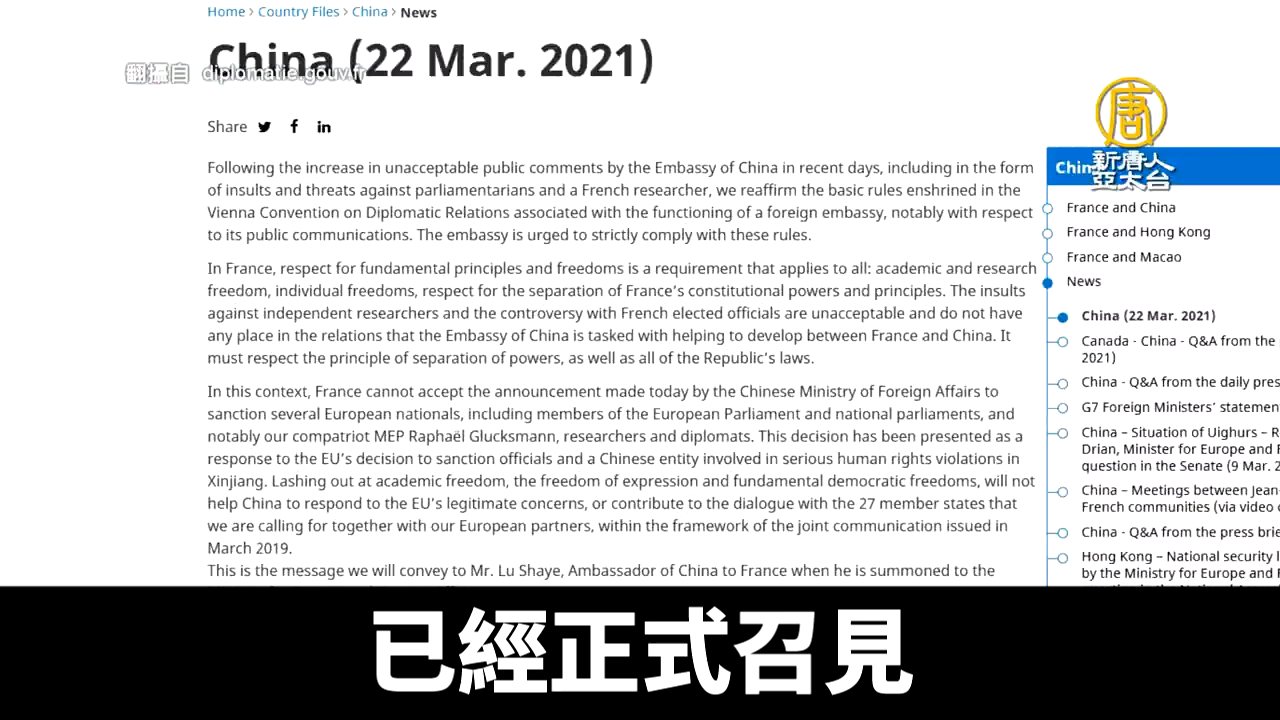 Home > Country Files > China > News
China (22 Mar. 2021)
翻攝自 diplomatie.gouv.fr
Share
Following the increase in unacceptable public comments by the Embassy of China in recent days, including in the form
of insults and threats against parliamentarians and a French researcher, we reaffirm the basic rules enshrined in the
Vienna Convention on Diplomatic Relations associated with the functioning of a foreign embassy, notably with respect
to its public communications. The embassy is urged to strictly comply with these rules.
In France, respect for fundamental principles and freedoms is a requirement that applies to all: academic and research
freedom, individual freedoms, respect for the separation of France's constitutional powers and principles. The insults
against independent researchers and the controversy with French elected officials are unacceptable and do not have
any place in the relations that the Embassy of China is tasked with helping to develop between France and China. It
must respect the principle of separation of powers, as well as all of the Republic's laws.
In this context, France cannot accept the announcement made today by the Chinese Ministry of Foreign Affairs to
sanction several European nationals, including members of the European Parliament and national parliaments, and
notably our compatriot MEP Raphaël Glucksmann, researchers and diplomats. This decision has been presented as a
response to the EU's decision to sanction officials and a Chinese entity involved in serious human rights violations in
Xinjiang. Lashing out at academic freedom, the freedom of expression and fundamental democratic freedoms, will not
help China to respond to the EU's legitimate concerns, or contribute to the dialogue with the 27 member states that
we are calling for together with our European partners, within the framework of the joint communication issued in
March 2019.
This is the message we will convey to Mr. Lu Shaye, Ambassador of China to France when he is summoned to the
唐
新唐人
亞太台
France and China
France and Hong Kong
France and Macao
News
China (22 Mar. 2021)
Canada - China - Q&A from the
2021)
China - Q&A from the daily pres
G7 Foreign Ministers' statemen
China – Situation of Uighurs – R
Drian, Minister for Europe and F
question in the Senate (9 Mar. 2
China – Meetings between Jean-
French communities (via video c
China - Q&A from the press brie
Hong Kong – National security l
by the Ministry for Europe and F
已經正式召見